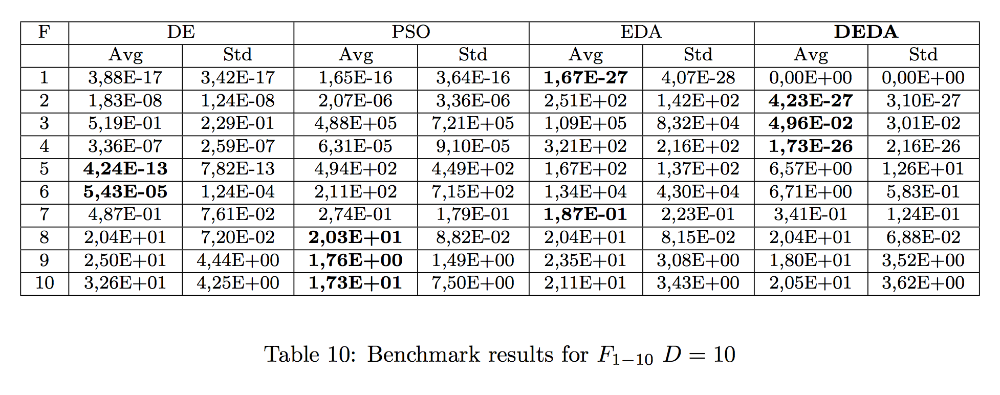 F DE PSO EDA DEDA
Avg Std Avg Std Avg Std Avg Std
1 3,88E-17 3,42E-17 1,65E-16 3,64E-16 1,67E-27 4,07E-28 0,00E+00 0,00E+00
2 1,83E-08 1,24E-08 2,07E-06 3,36E-06 2,51E+02 1,42E+02 4,23E-27 3,10E-27
3 5,19E-01 2,29E-01 4,88E+05 7,21E+05 1,09E+05 8,32E+04 4,96E-02 3,01E-02
4 3,36E-07 2,59E-07 6,31E-05 9,10E-05 3,21E+02 2,16E+02 1,73E-26 2,16E-26
5 4,24E-13 7,82E-13 4,94E+02 4,49E+02 1,67E+02 1,37E+02 6,57E+00 1,26E+01
6 5,43E-05 1,24E-04 2,11E+02 7,15E+02 1,34E+04 4,30E+04 6,71E+00 5,83E-01
7 4,87E-01 7,61E-02 2,74E-01 1,79E-01 1,87E-01 2,23E-01 3,41E-01 1,24E-01
8 2,04E+01 7,20E-02 2,03E+01 8,82E-02 2,04E+01 8,15E-02 2,04E+01 6,88E-02
9 2,50E+01 4,44E+00 1,76E+00 1,49E+00 2,35E+01 3,08E+00 1,80E+01 3,52E+00
10 3,26E+01 4,25E+00 1,73E+01 7,50E+00 2,11E+01 3,43E+00 2,05E+01 3,62E+00
Table 10: Benchmark results for F₁₋₁₀ D = 10